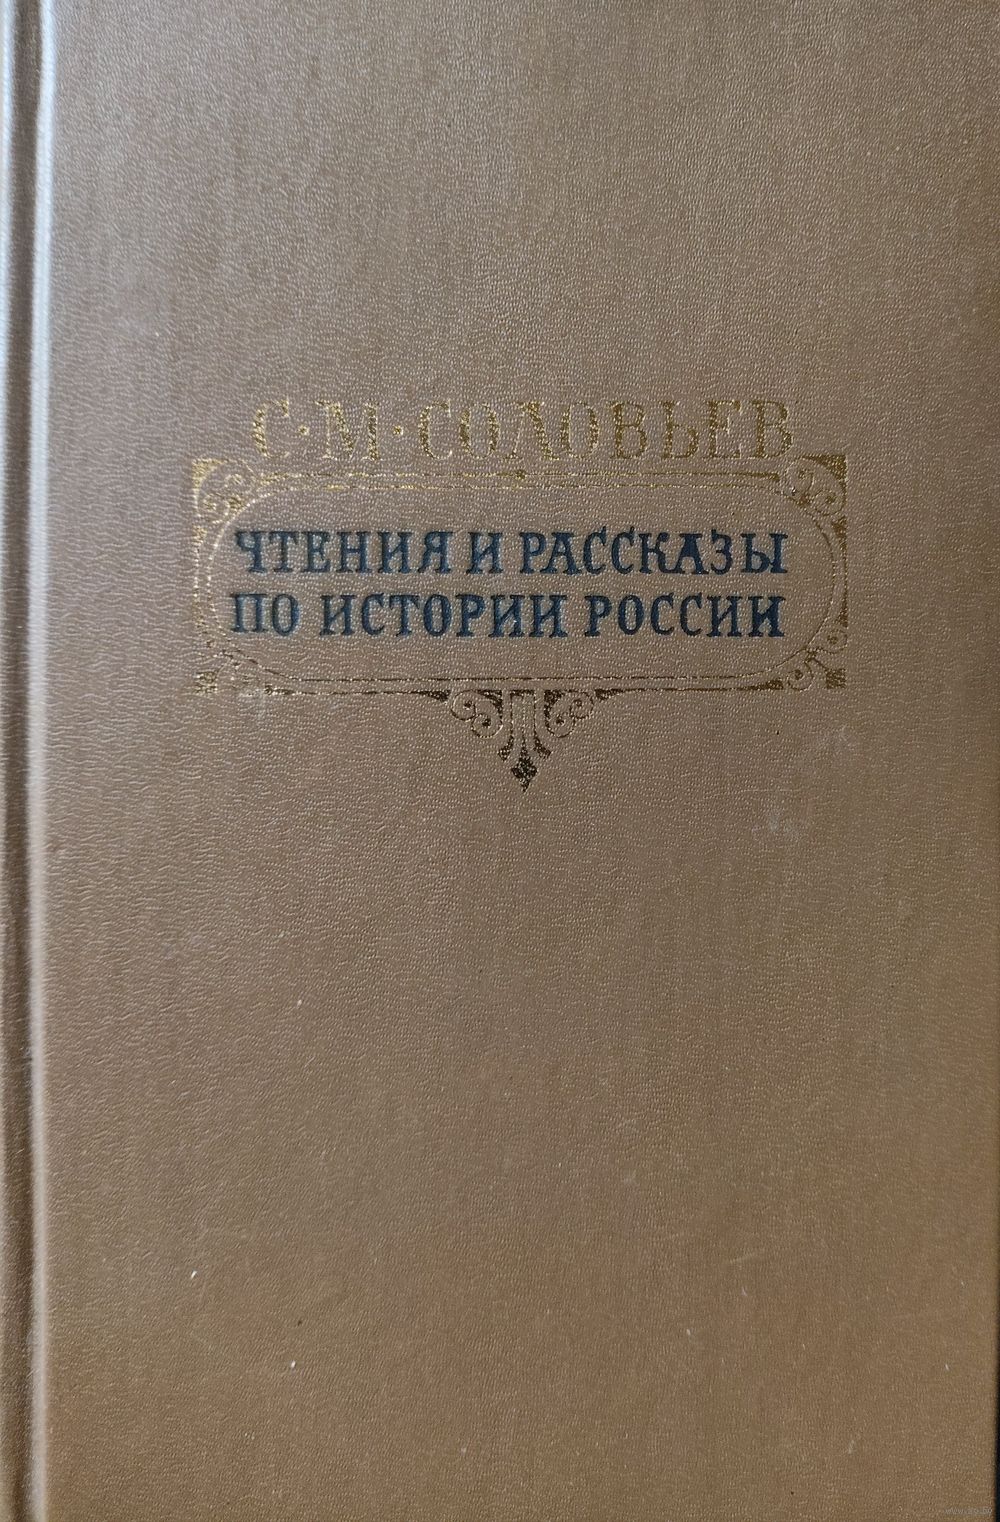 С·М·СОЛОВЬЕВ
ЧТЕНИЯ И РАССКАЗЫ
ПО ИСТОРИИ РОССИИ